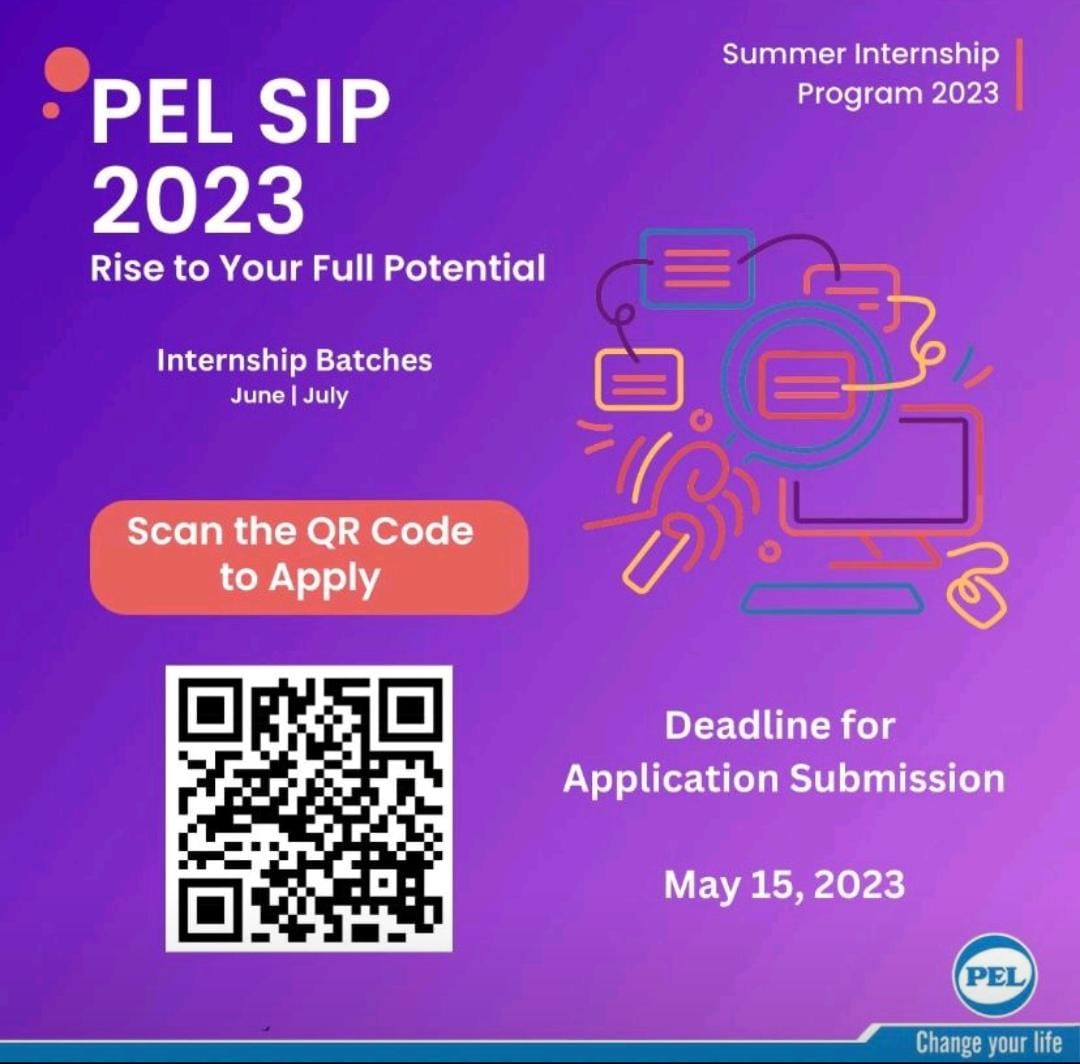 PEL SIP
2023
Rise to Your Full Potential
Summer Internship
Program 2023
Internship Batches
June | July
Scan the QR Code
to Apply
Deadline for
Application Submission
May 15, 2023
PEL
Change your life